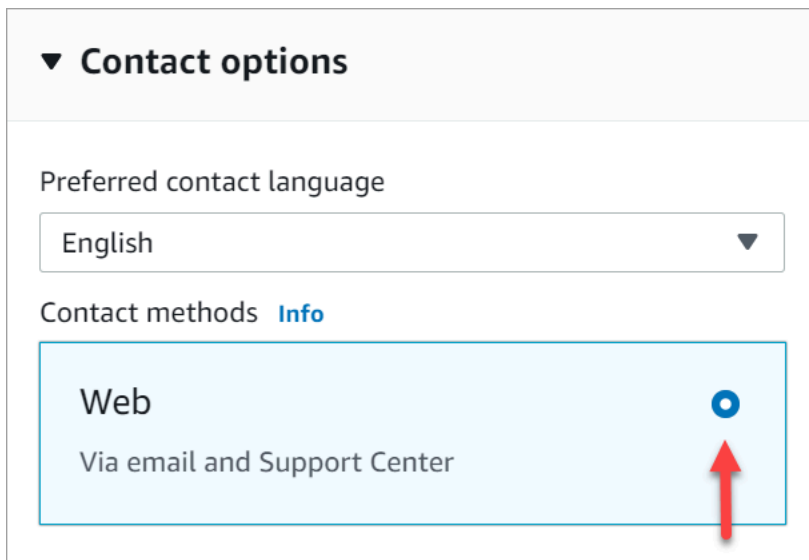 Contact options
Preferred contact language
English
Contact methods Info
Web
Via email and Support Center